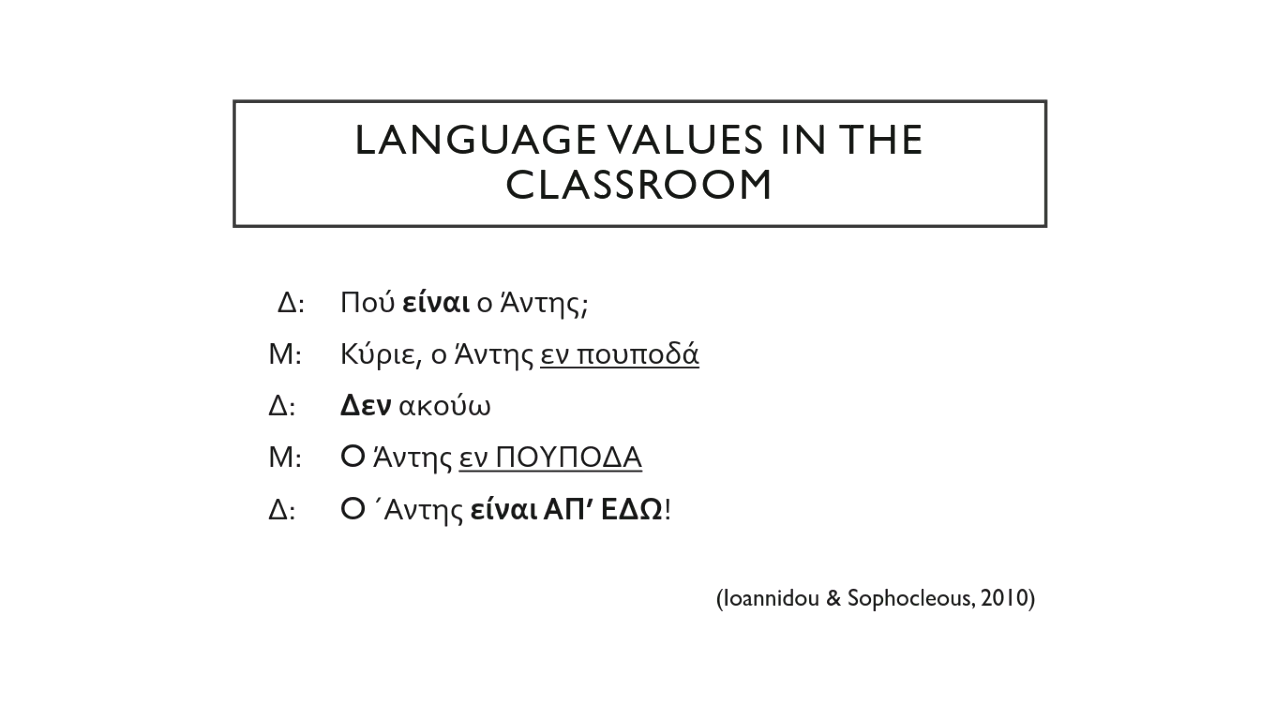 LANGUAGE VALUES IN THE
CLASSROOM
Δ: Πού είναι ο Άντης;
Μ: Κύριε, ο Άντης εν πουποδά
Δ: Δεν ακούω
Μ: Ο Άντης εν ΠΟΥΠΟΔΑ
Δ: Ο ΄Αντης είναι ΑΠ’ ΕΔΩ!
(Ioannidou & Sophocleous, 2010)